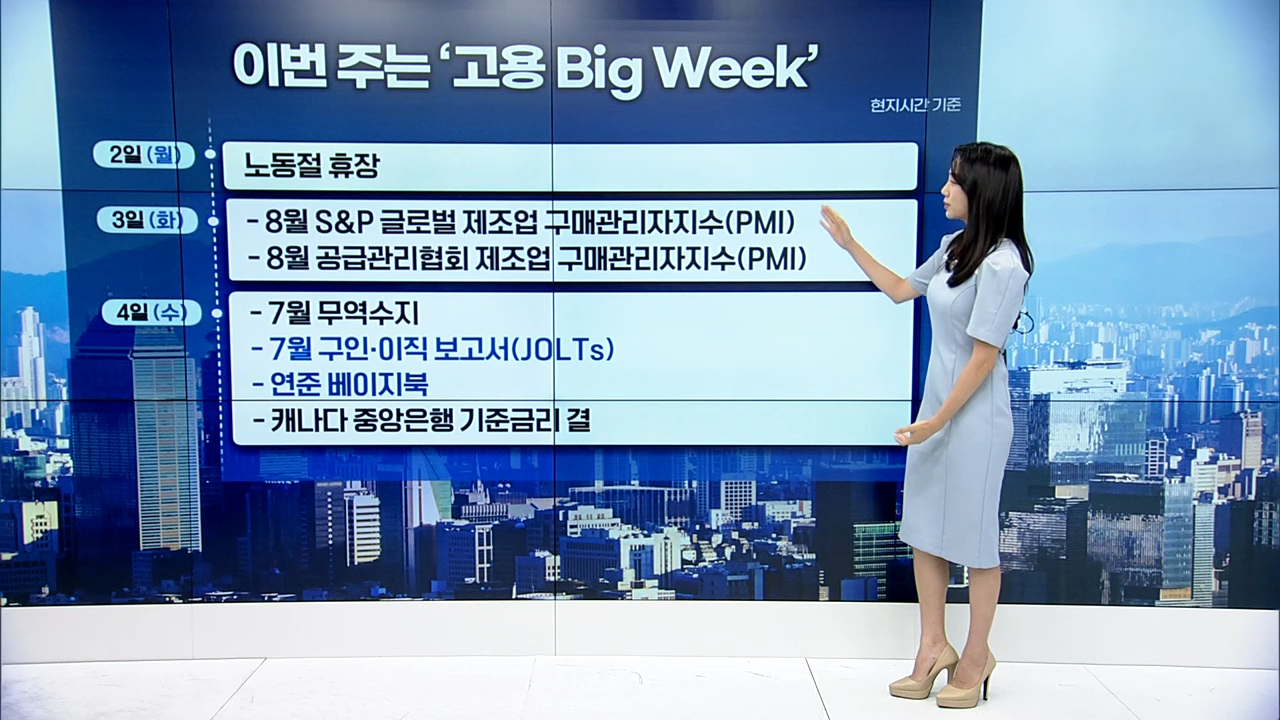 이번 주는 ‘고용 Big Week’
현지시간 기준
2일 (월)
노동절 휴장
3일 (화)
- 8월 S&P 글로벌 제조업 구매관리자지수(PMI)
- 8월 공급관리협회 제조업 구매관리자지수(PMI)
4일 (수)
- 7월 무역수지
- 7월 구인·이직 보고서(JOLTs)
- 연준 베이지북
- 캐나다 중앙은행 기준금리 결